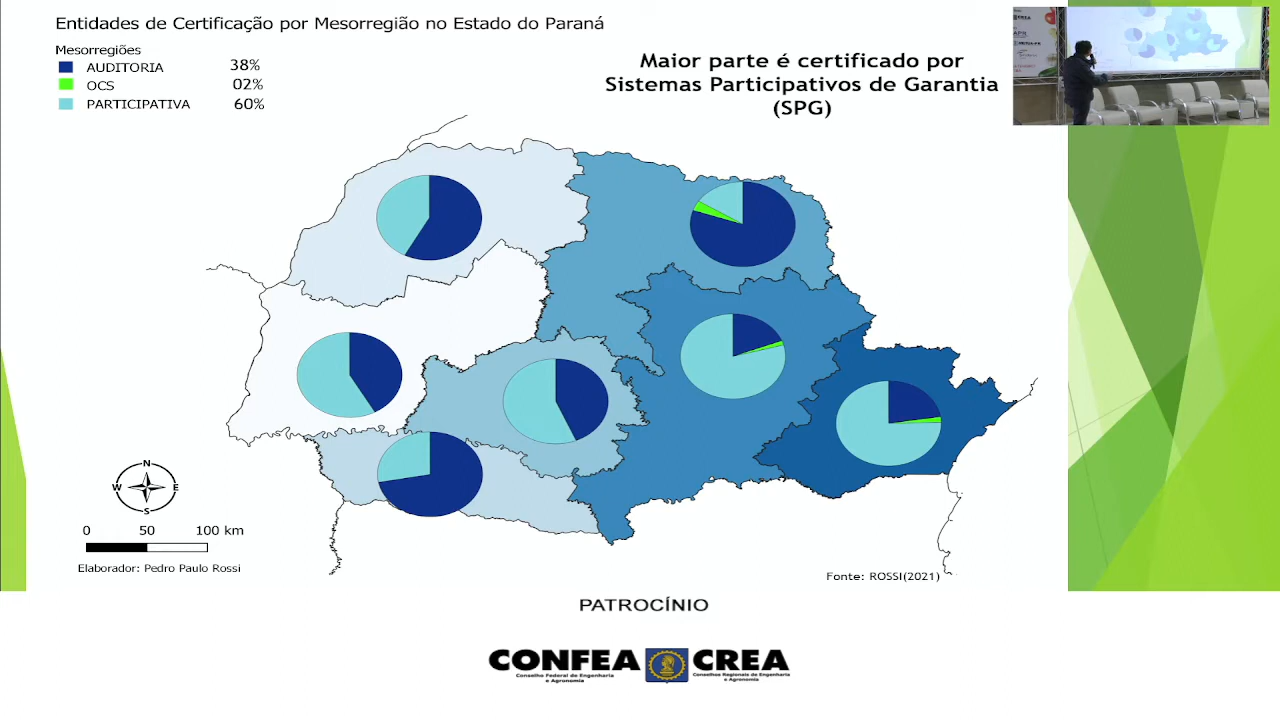 Entidades de Certificação por Mesorregião no Estado do Paraná
Mesorregiões
AUDITORIA 38%
OCS 02%
PARTICIPATIVA 60%
Maior parte é certificado por
Sistemas Participativos de Garantia
(SPG)
N
W E
S
0 50 100 km
Elaborador: Pedro Paulo Rossi
Fonte: ROSSI(2021)
PATROCÍNIO
CONFEA CREA
Conselho Federal de Engenharia
e Agronomia
Conselhos Regionais de Engenharia
e Agronomia